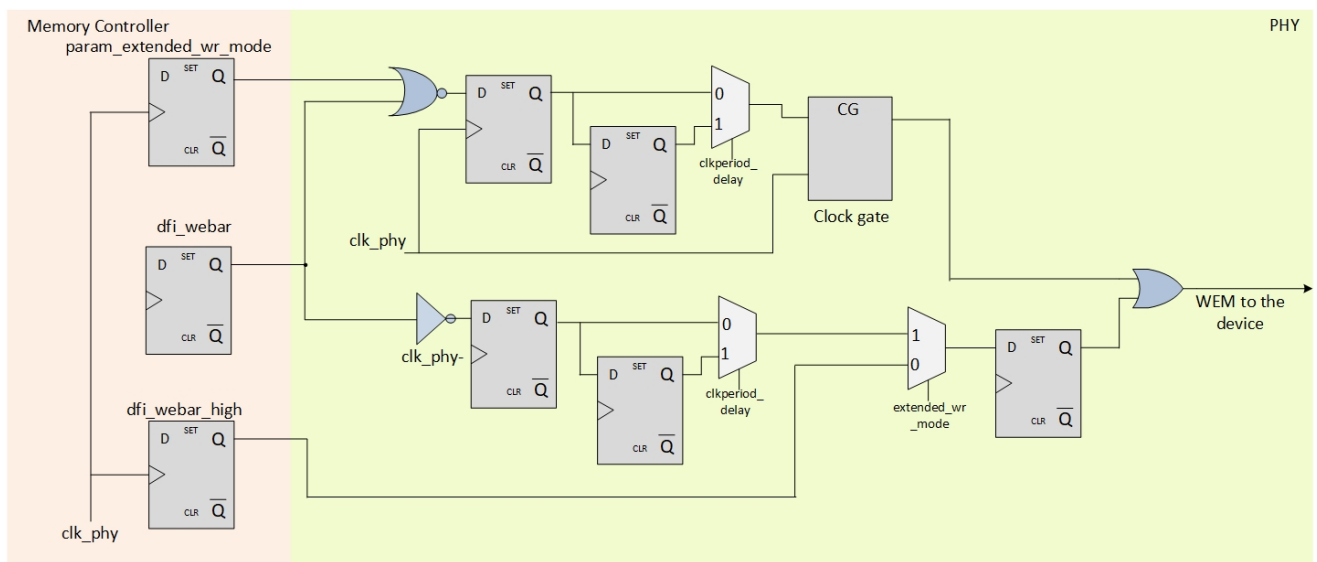 Memory Controller
PHY
param_extended_wr_mode
D SET Q
CLR Q
D SET Q
CLR Q
0
1
clkperiod_
delay
D SET Q
CLR Q
CG
Clock gate
clk_phy
dfi_webar
D SET Q
CLR Q
WEM to the
device
clk_phy-
D SET Q
CLR Q
0
1
clkperiod_
delay
D SET Q
CLR Q
1
0
extended_wr
_mode
D SET Q
CLR Q
dfi_webar_high
D SET Q
CLR Q
clk_phy